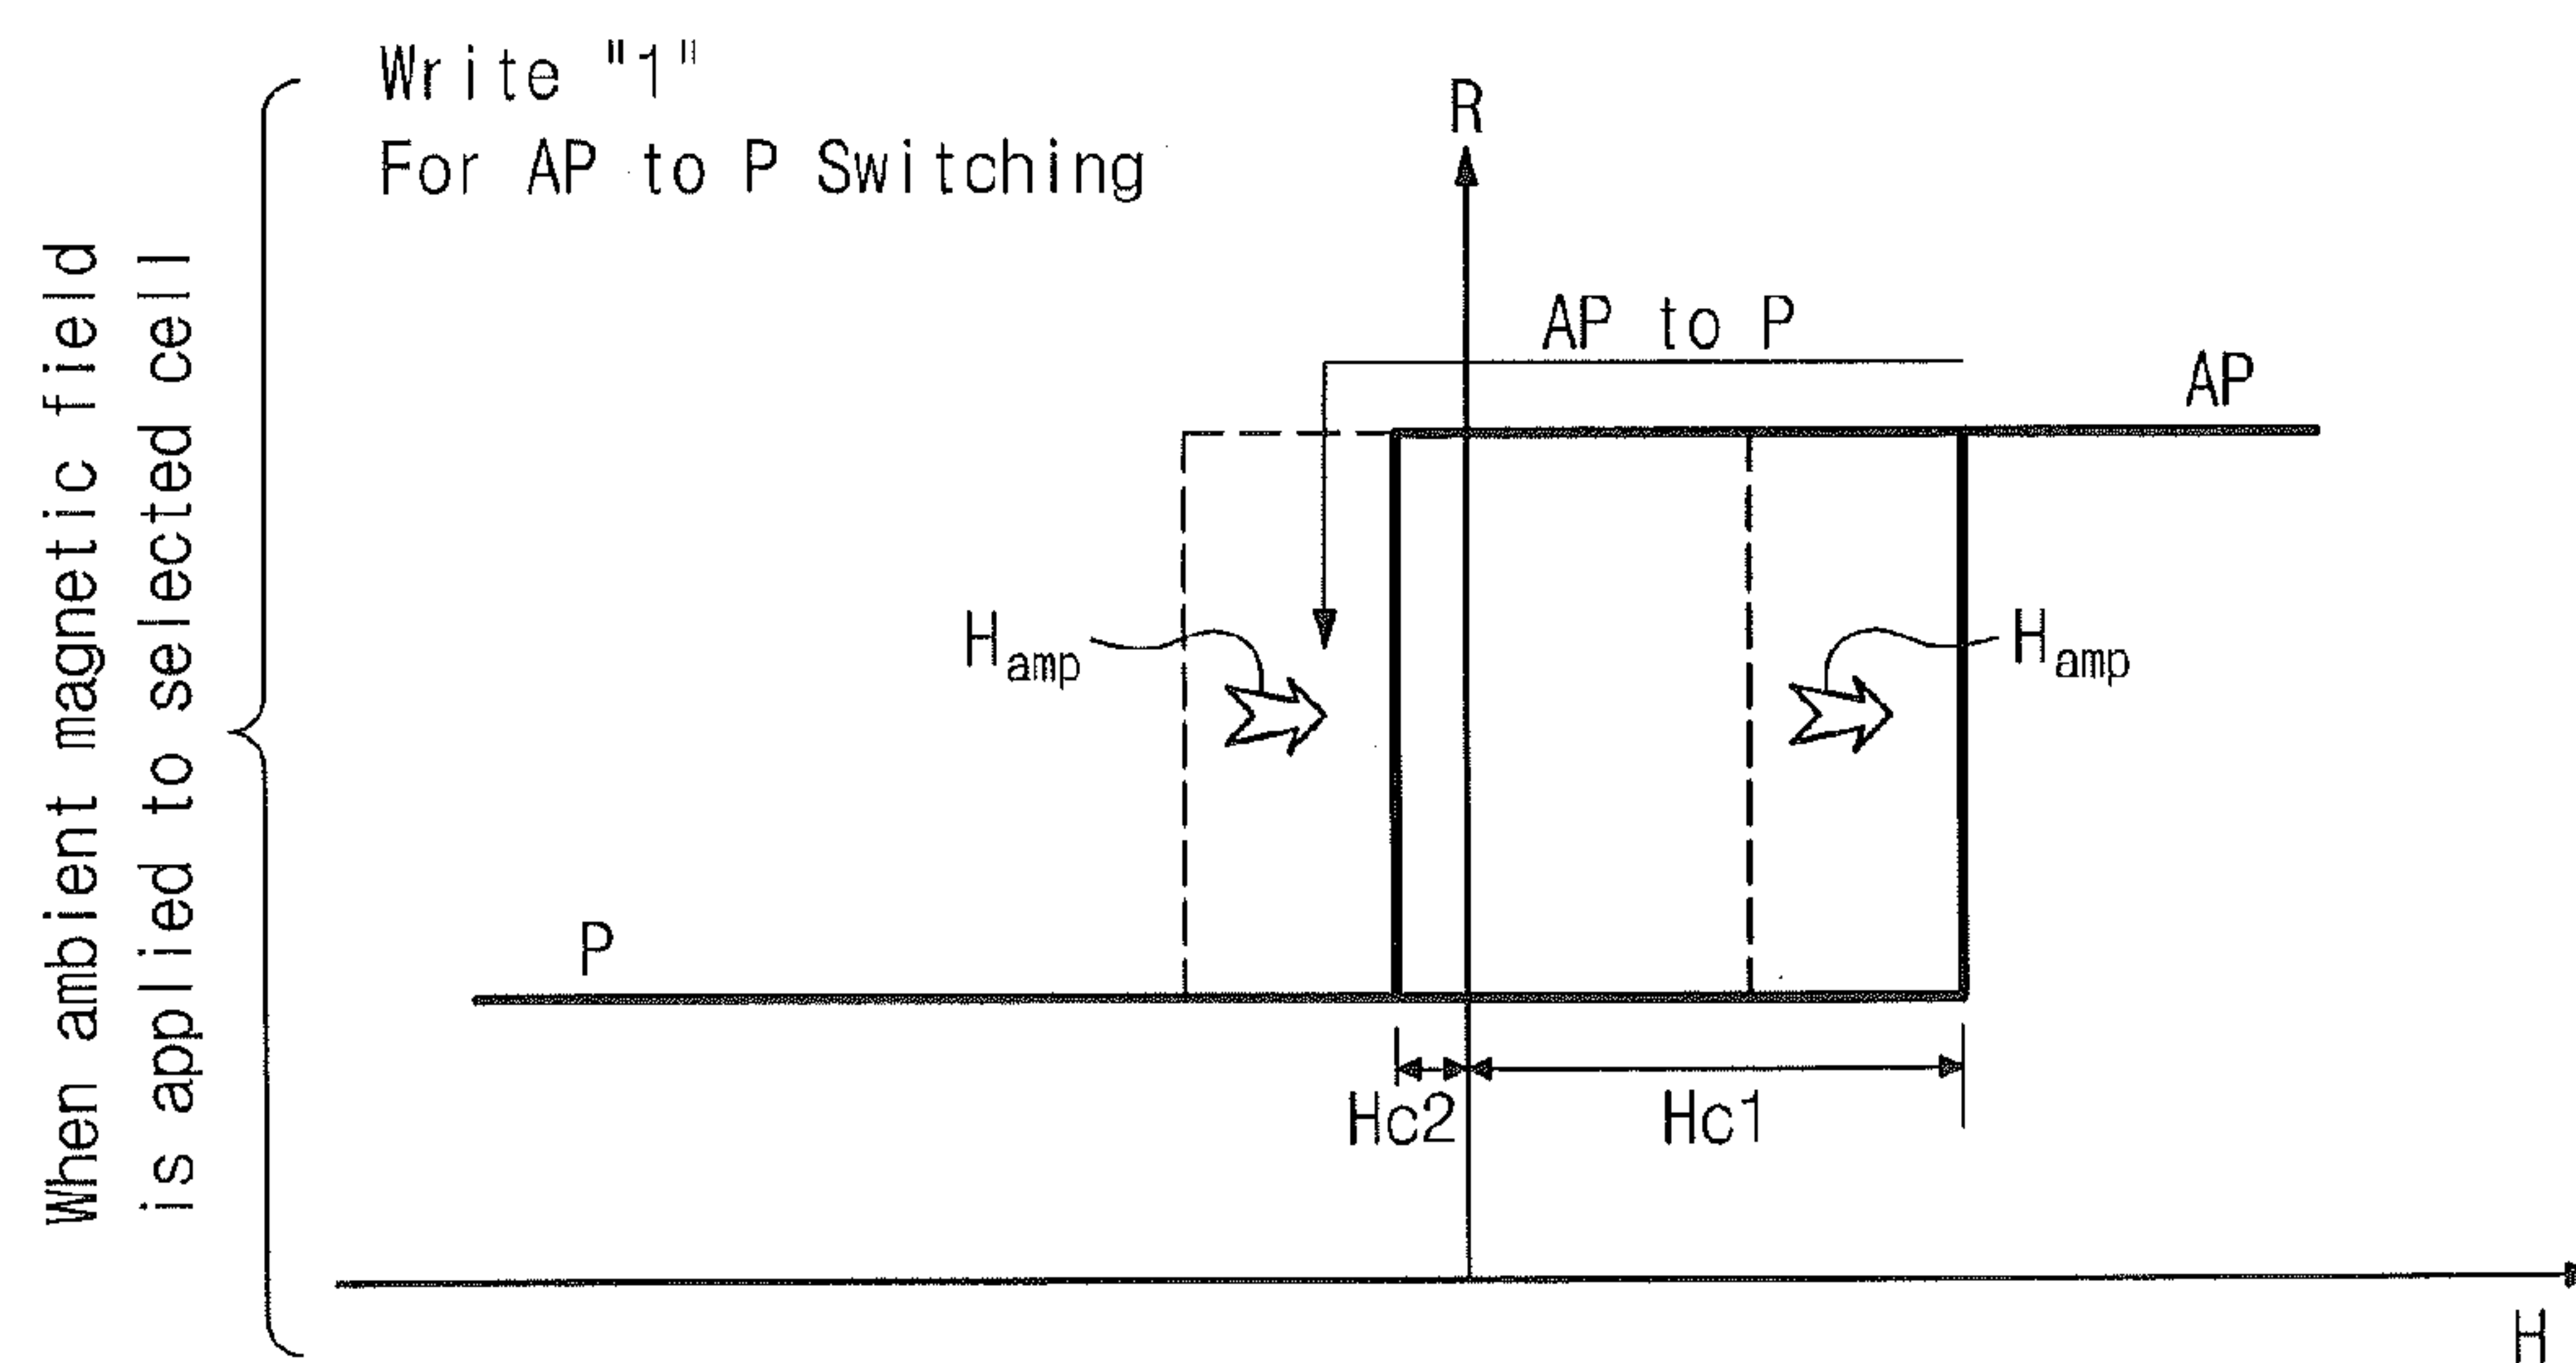 When ambient magnetic field
is applied to selected cell
Write "1"
For AP to P Switching
R
AP to P
AP
Hamp
Hamp
P
Hc2
Hc1
H